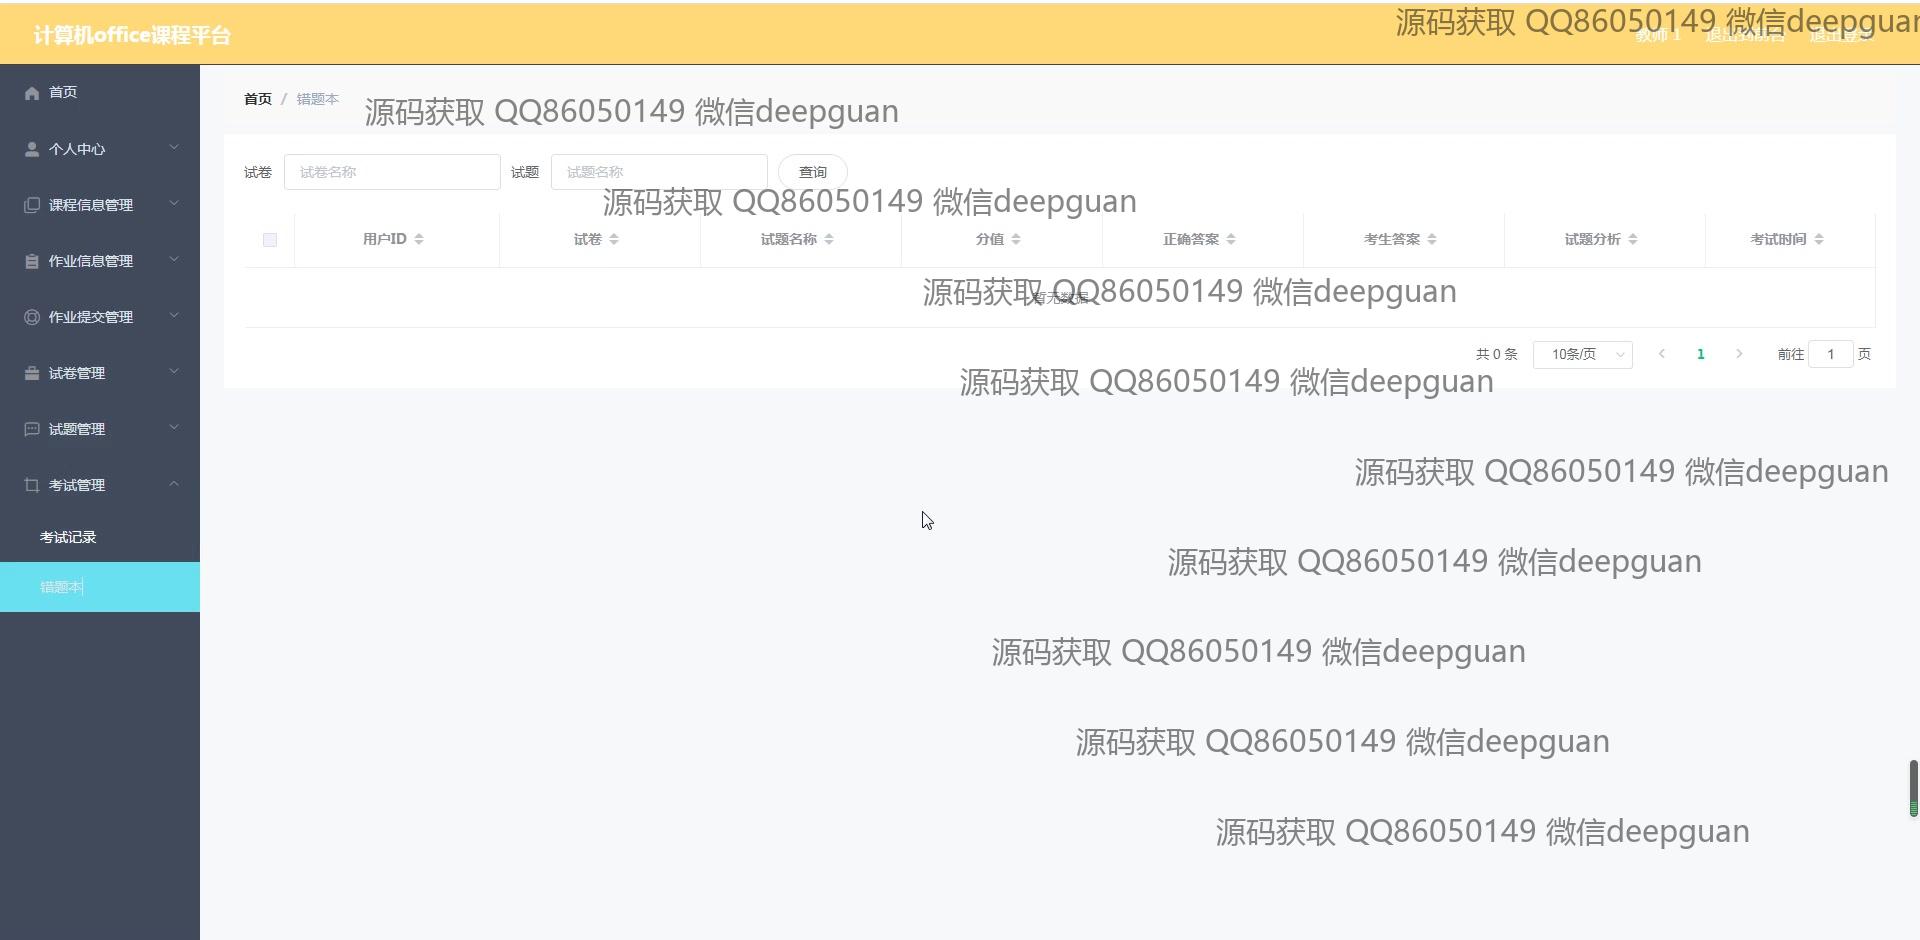 计算机office课程平台
源码获取 QQ86050149 微信deepguan
教师 1 退出到前台 退出登录
首页
个人中心
课程信息管理
作业信息管理
作业提交管理
试卷管理
试题管理
考试管理
考试记录
错题本
首页 / 错题本
源码获取 QQ86050149 微信deepguan
试卷 试卷名称 试题 试题名称 查询
源码获取 QQ86050149 微信deepguan
用户ID 试卷 试题名称 分值 正确答案 考生答案 试题分析 考试时间
源码获取 QQ86050149 微信deepguan
暂无数据
共 0 条 10条/页 1 前往 1 页
源码获取 QQ86050149 微信deepguan
源码获取 QQ86050149 微信deepguan
源码获取 QQ86050149 微信deepguan
源码获取 QQ86050149 微信deepguan
源码获取 QQ86050149 微信deepguan
源码获取 QQ86050149 微信deepguan